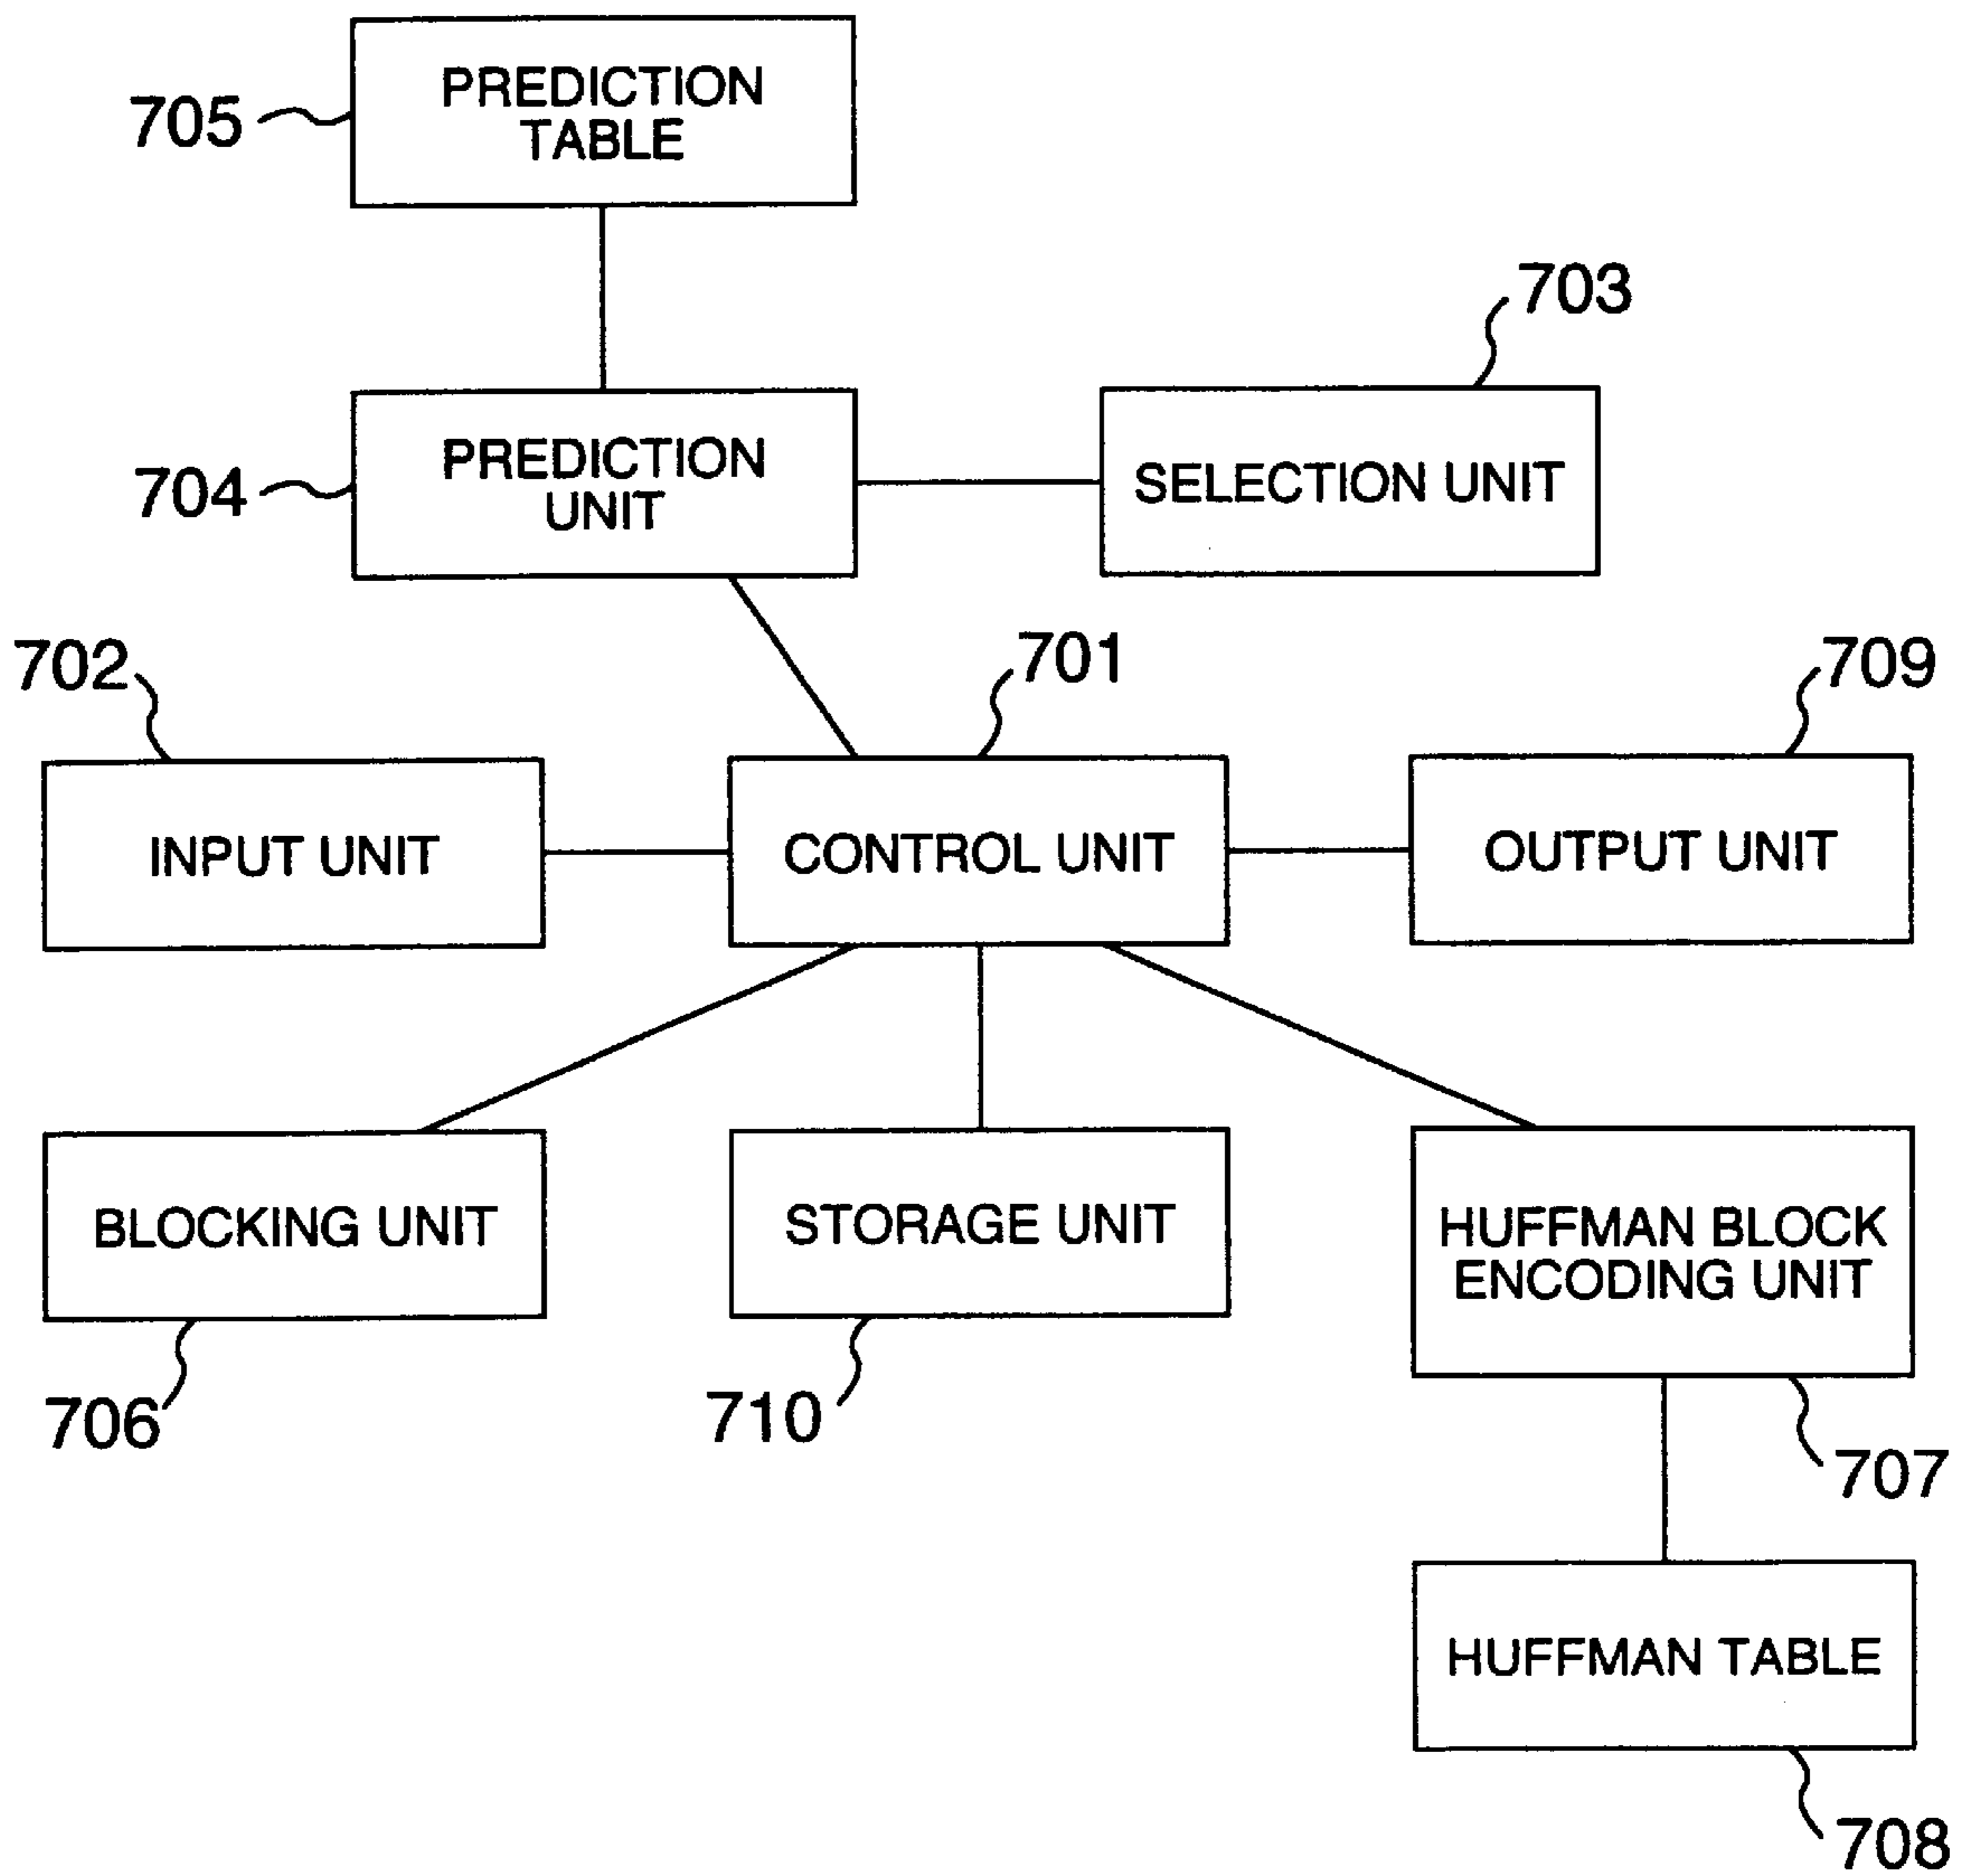 PREDICTION
TABLE
705
703
PREDICTION
UNIT
704
SELECTION UNIT
702
701
709
INPUT UNIT
CONTROL UNIT
OUTPUT UNIT
BLOCKING UNIT
STORAGE UNIT
HUFFMAN BLOCK
ENCODING UNIT
706
710
707
HUFFMAN TABLE
708